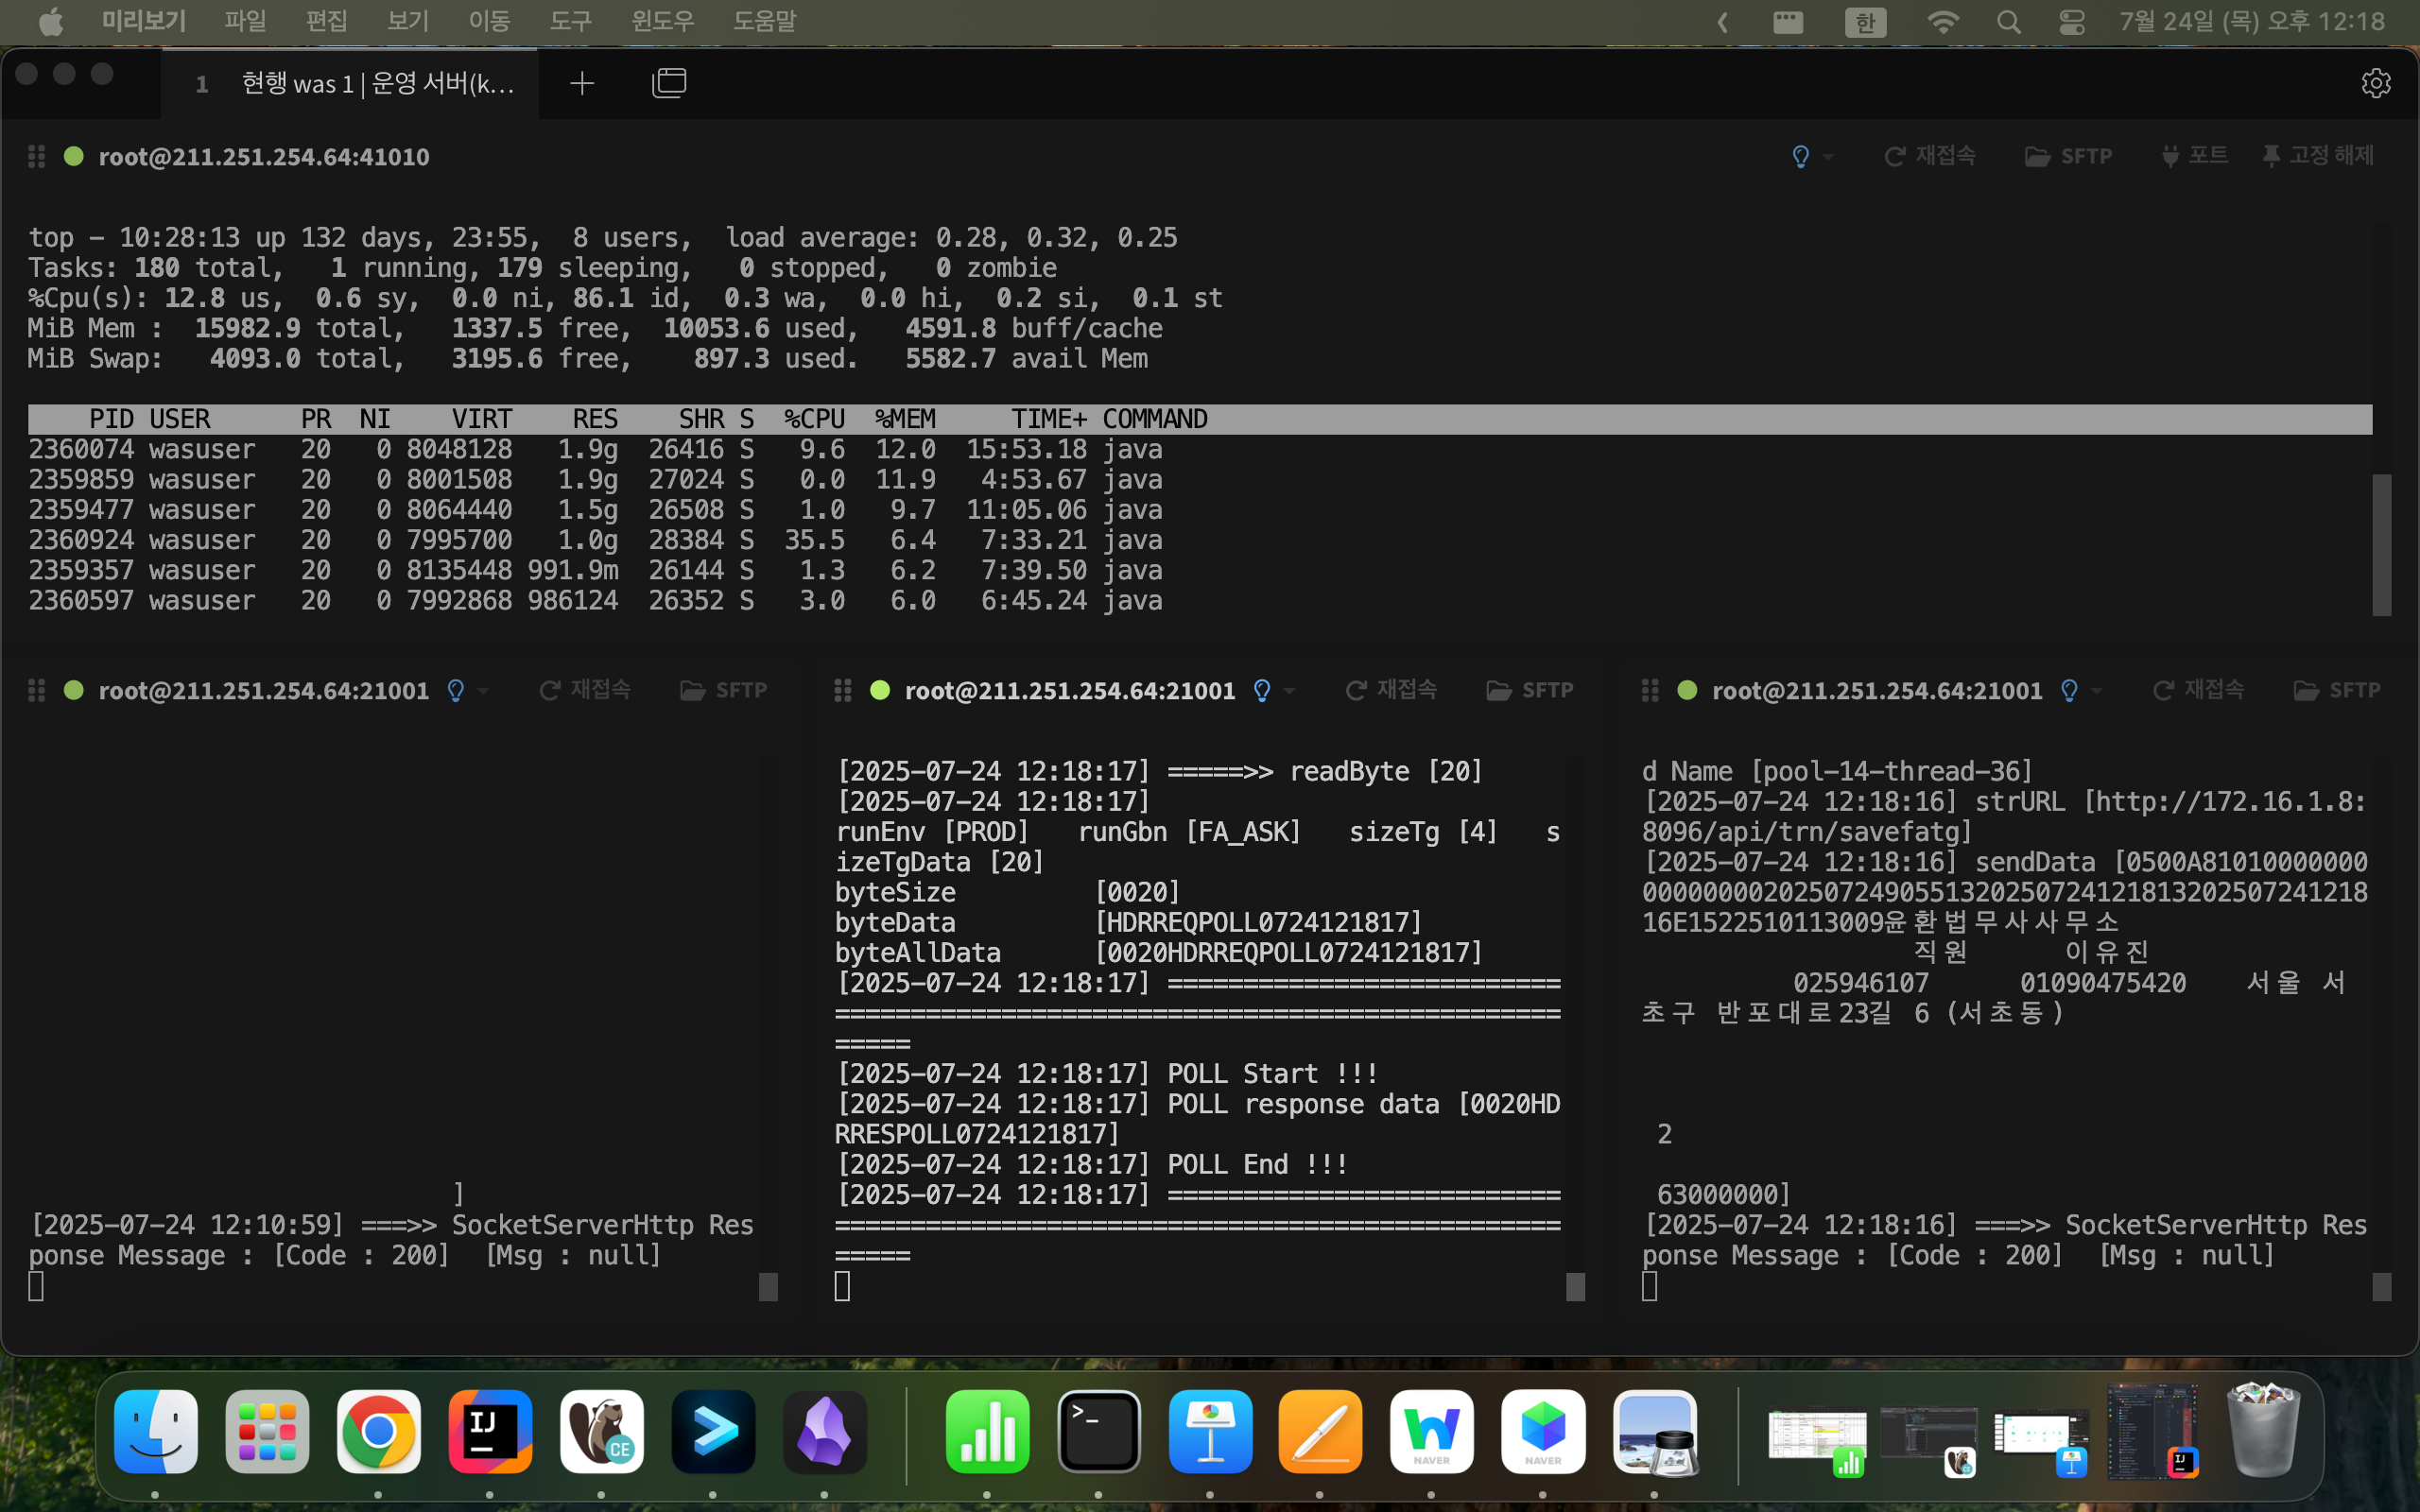 미리보기 파일 편집 보기 이동 도구 윈도우 도움말 한 7월 24일 (목) 오후 12:18
1 현행 was 1 | 운영 서버(k...
root@211.251.254.64:41010 재접속 SFTP 포트 고정 해제
top - 10:28:13 up 132 days, 23:55, 8 users, load average: 0.28, 0.32, 0.25
Tasks: 180 total, 1 running, 179 sleeping, 0 stopped, 0 zombie
%Cpu(s): 12.8 us, 0.6 sy, 0.0 ni, 86.1 id, 0.3 wa, 0.0 hi, 0.2 si, 0.1 st
MiB Mem : 15982.9 total, 1337.5 free, 10053.6 used, 4591.8 buff/cache
MiB Swap: 4093.0 total, 3195.6 free, 897.3 used. 5582.7 avail Mem
PID USER PR NI VIRT RES SHR S %CPU %MEM TIME+ COMMAND
2360074 wasuser 20 0 8048128 1.9g 26416 S 9.6 12.0 15:53.18 java
2359859 wasuser 20 0 8001508 1.9g 27024 S 0.0 11.9 4:53.67 java
2359477 wasuser 20 0 8064440 1.5g 26508 S 1.0 9.7 11:05.06 java
2360924 wasuser 20 0 7995700 1.0g 28384 S 35.5 6.4 7:33.21 java
2359357 wasuser 20 0 8135448 991.9m 26144 S 1.3 6.2 7:39.50 java
2360597 wasuser 20 0 7992868 986124 26352 S 3.0 6.0 6:45.24 java
root@211.251.254.64:21001 재접속 SFTP
]
[2025-07-24 12:10:59] ===>> SocketServerHttp Res
ponse Message : [Code : 200] [Msg : null]
root@211.251.254.64:21001 재접속 SFTP
[2025-07-24 12:18:17] =====>> readByte [20]
[2025-07-24 12:18:17]
runEnv [PROD] runGbn [FA_ASK] sizeTg [4] s
izeTgData [20]
byteSize [0020]
byteData [HDRREQPOLL0724121817]
byteAllData [0020HDRREQPOLL0724121817]
[2025-07-24 12:18:17] ==========================
================================================
=====
[2025-07-24 12:18:17] POLL Start !!!
[2025-07-24 12:18:17] POLL response data [0020HD
RRESPOLL0724121817]
[2025-07-24 12:18:17] POLL End !!!
[2025-07-24 12:18:17] ==========================
================================================
=====
root@211.251.254.64:21001 재접속 SFTP
d Name [pool-14-thread-36]
[2025-07-24 12:18:16] strURL [http://172.16.1.8:
8096/api/trn/savefatg]
[2025-07-24 12:18:16] sendData [0500A81010000000
000000002025072490551320250724121813202507241218
16E1522510113009윤환법무사사무소
직원 이유진
025946107 01090475420 서울 서
초구 반포대로23길 6 (서초동)
2
63000000]
[2025-07-24 12:18:16] ===>> SocketServerHttp Res
ponse Message : [Code : 200] [Msg : null]
IJ
CE
>_
NAVER
NAVER
IJ